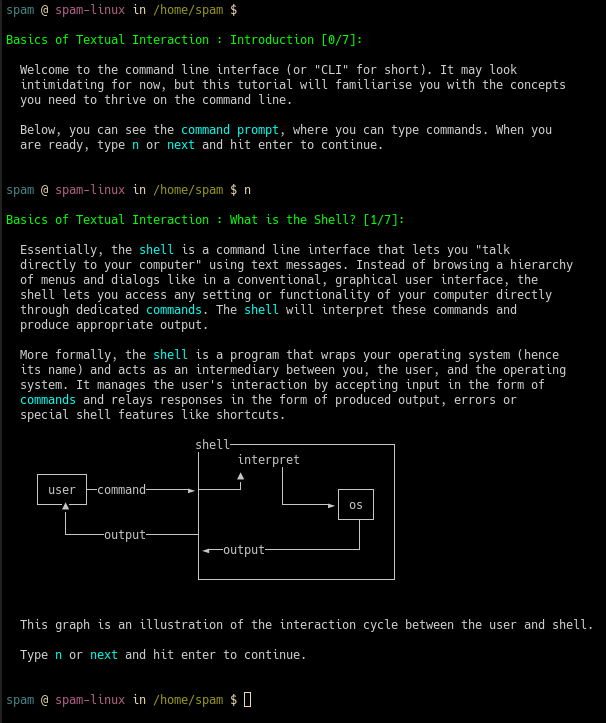 spam @ spam-linux in /home/spam $
Basics of Textual Interaction : Introduction [0/7]:
Welcome to the command line interface (or "CLI" for short). It may look
intimidating for now, but this tutorial will familiarise you with the concepts
you need to thrive on the command line.
Below, you can see the command prompt, where you can type commands. When you
are ready, type n or next and hit enter to continue.
spam @ spam-linux in /home/spam $ n
Basics of Textual Interaction : What is the Shell? [1/7]:
Essentially, the shell is a command line interface that lets you "talk
directly to your computer" using text messages. Instead of browsing a hierarchy
of menus and dialogs like in a conventional, graphical user interface, the
shell lets you access any setting or functionality of your computer directly
through dedicated commands. The shell will interpret these commands and
produce appropriate output.
More formally, the shell is a program that wraps your operating system (hence
its name) and acts as an intermediary between you, the user, and the operating
system. It manages the user's interaction by accepting input in the form of
commands and relays responses in the form of produced output, errors or
special shell features like shortcuts.
shell
interpret
user command
os
output
output
This graph is an illustration of the interaction cycle between the user and shell.
Type n or next and hit enter to continue.
spam @ spam-linux in /home/spam $